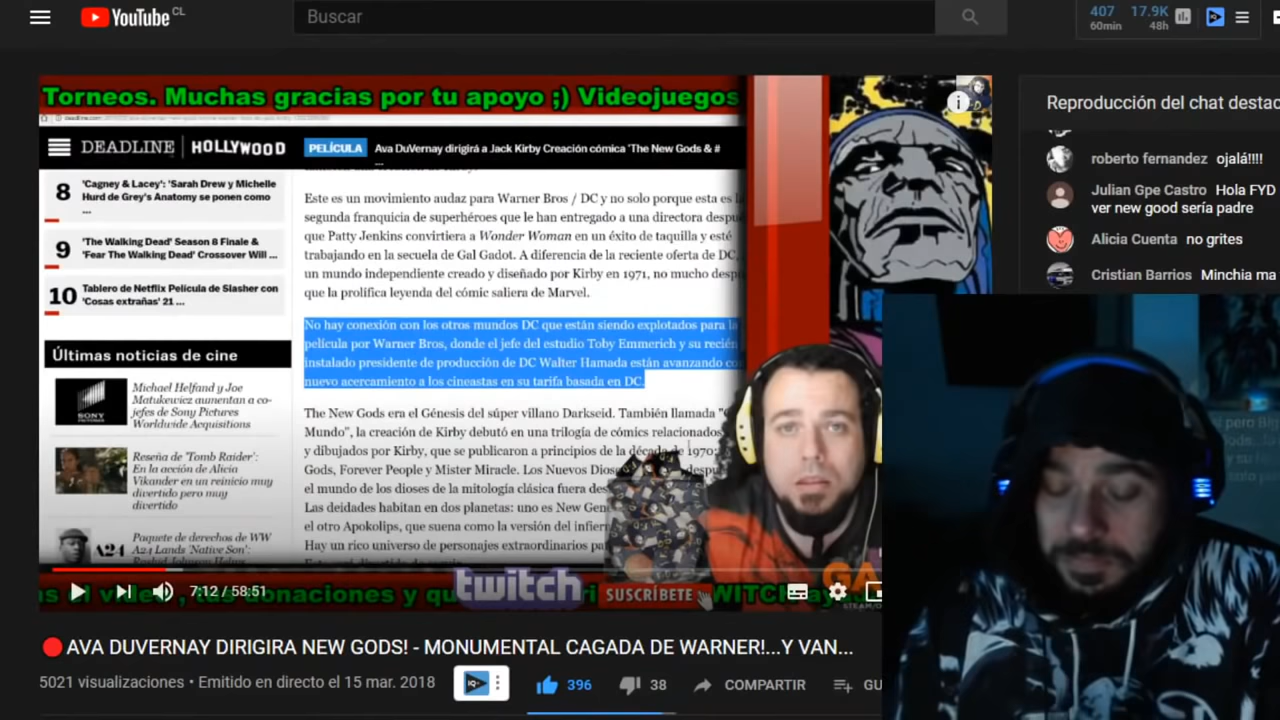 YouTube CL
Buscar
407
60min
17.9K
48h
Torneos. Muchas gracias por tu apoyo ;) Videojuegos
DEADLINE HOLLYWOOD
PELÍCULA
Ava DuVernay dirigirá a Jack Kirby Creación cómica 'The New Gods & #
...
8
'Cagney & Lacey': 'Sarah Drew y Michelle
Hurd de Grey's Anatomy se ponen como
...
9
'The Walking Dead' Season 8 Finale &
'Fear The Walking Dead' Crossover Will ...
10
Tablero de Netflix Película de Slasher con
'Cosas extrañas' 21 ...
Últimas noticias de cine
SONY
Michael Helfand y Joe
Matukewicz aumentan a co-
jefes de Sony Pictures
Worldwide Acquisitions
Reseña de 'Tomb Raider':
En la acción de Alicia
Vikander en un reinicio muy
divertido pero muy
divertido
A24
Paquete de derechos de WW
A24 Lands 'Native Son':
Este es un movimiento audaz para Warner Bros / DC y no solo porque esta es l
segunda franquicia de superhéroes que le han entregado a una directora despu
que Patty Jenkins convirtiera a Wonder Woman en un éxito de taquilla y esté
trabajando en la secuela de Gal Gadot. A diferencia de la reciente oferta de DC,
un mundo independiente creado y diseñado por Kirby en 1971, no mucho desp
que la prolífica leyenda del cómic saliera de Marvel.
No hay conexión con los otros mundos DC que están siendo explotados para la
película por Warner Bros, donde el jefe del estudio Toby Emmerich y su recién
instalado presidente de producción de DC Walter Hamada están avanzando co
nuevo acercamiento a los cineastas en su tarifa basada en DC.
The New Gods era el Génesis del súper villano Darkseid. También llamada "C
Mundo", la creación de Kirby debutó en una trilogía de cómics relacionados
y dibujados por Kirby, que se publicaron a principios de la década de 1970:
Gods, Forever People y Mister Miracle. Los Nuevos Dios despu
el mundo de los dioses de la mitología clásica fuera des
Las deidades habitan en dos planetas: uno es New Gene
el otro Apokolips, que suena como la versión del infier
Hay un rico universo de personajes extraordinarios pa
twitch
SUSCRÍBETE
7:12 / 58:51
AVA DUVERNAY DIRIGIRA NEW GODS! - MONUMENTAL CAGADA DE WARNER!...Y VAN...
5021 visualizaciones • Emitido en directo el 15 mar. 2018
396
38
COMPARTIR
GU
Reproducción del chat destac
roberto fernandez ojalá!!!!
Julian Gpe Castro Hola FYD
ver new good sería padre
Alicia Cuenta no grites
Cristian Barrios Minchia ma